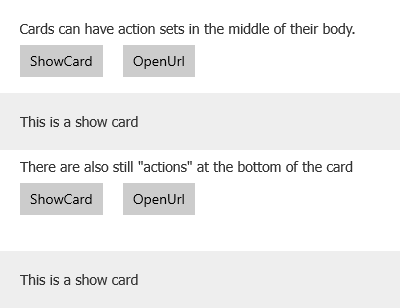 Cards can have action sets in the middle of their body.
ShowCard OpenUrl
This is a show card
There are also still "actions" at the bottom of the card
ShowCard OpenUrl
This is a show card